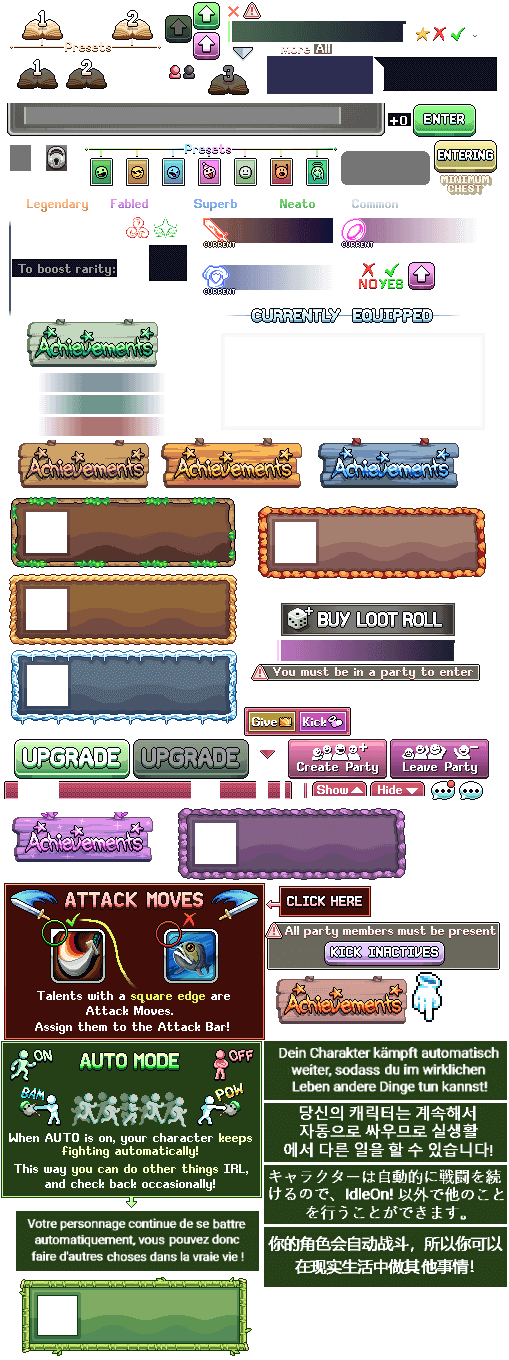 1
2
Presets
More All
1
2
3
+0
ENTER
Presets
ENTERING
MINIMUM
CHEST
Legendary
Fabled
Superb
Neato
Common
CURRENT
CURRENT
To boost rarity:
CURRENT
NO YES
CURRENTLY EQUIPPED
Achievements
Achievements
Achievements
Achievements
BUY LOOT ROLL
You must be in a party to enter
Give
Kick
UPGRADE
UPGRADE
Create Party
Leave Party
Show
Hide
Achievements
ATTACK MOVES
Talents with a square edge are
Attack Moves.
Assign them to the Attack Bar!
CLICK HERE
All party members must be present
KICK INACTIVES
Achievements
ON
AUTO MODE
OFF
BAM
POW
When AUTO is on, your character keeps
fighting automatically!
This way you can do other things IRL,
and check back occasionally!
Dein Charakter kämpft automatisch
weiter, sodass du im wirklichen
Leben andere Dinge tun kannst!
당신의 캐릭터는 계속해서
자동으로 싸우므로 실생활
에서 다른 일을 할 수 있습니다!
キャラクターは自動的に戦闘を続
けるので、IdleOn! 以外で他のこと
を行うことができます。
Votre personnage continue de se battre
automatiquement, vous pouvez donc
faire d'autres choses dans la vraie vie !
你的角色会自动战斗，所以你可以
在现实生活中做其他事情!